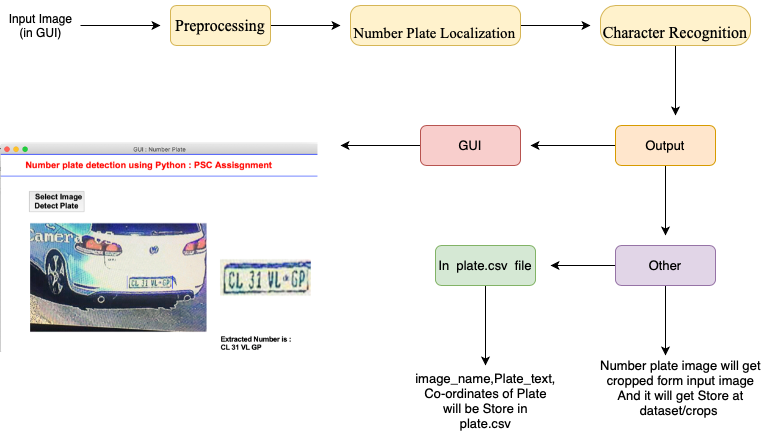 Input Image
(in GUI)
Preprocessing
Number Plate Localization
Character Recognition
GUI
Output
GUI : Number Plate
Number plate detection using Python : PSC Assisgnment
Select Image
Detect Plate
Camera
CL 31 VL GP
CL 31 VL GP
Extracted Number is :
CL 31 VL GP
In plate.csv file
Other
image_name,Plate_text,
Co-ordinates of Plate
will be Store in
plate.csv
Number plate image will get
cropped form input image
And it will get Store at
dataset/crops